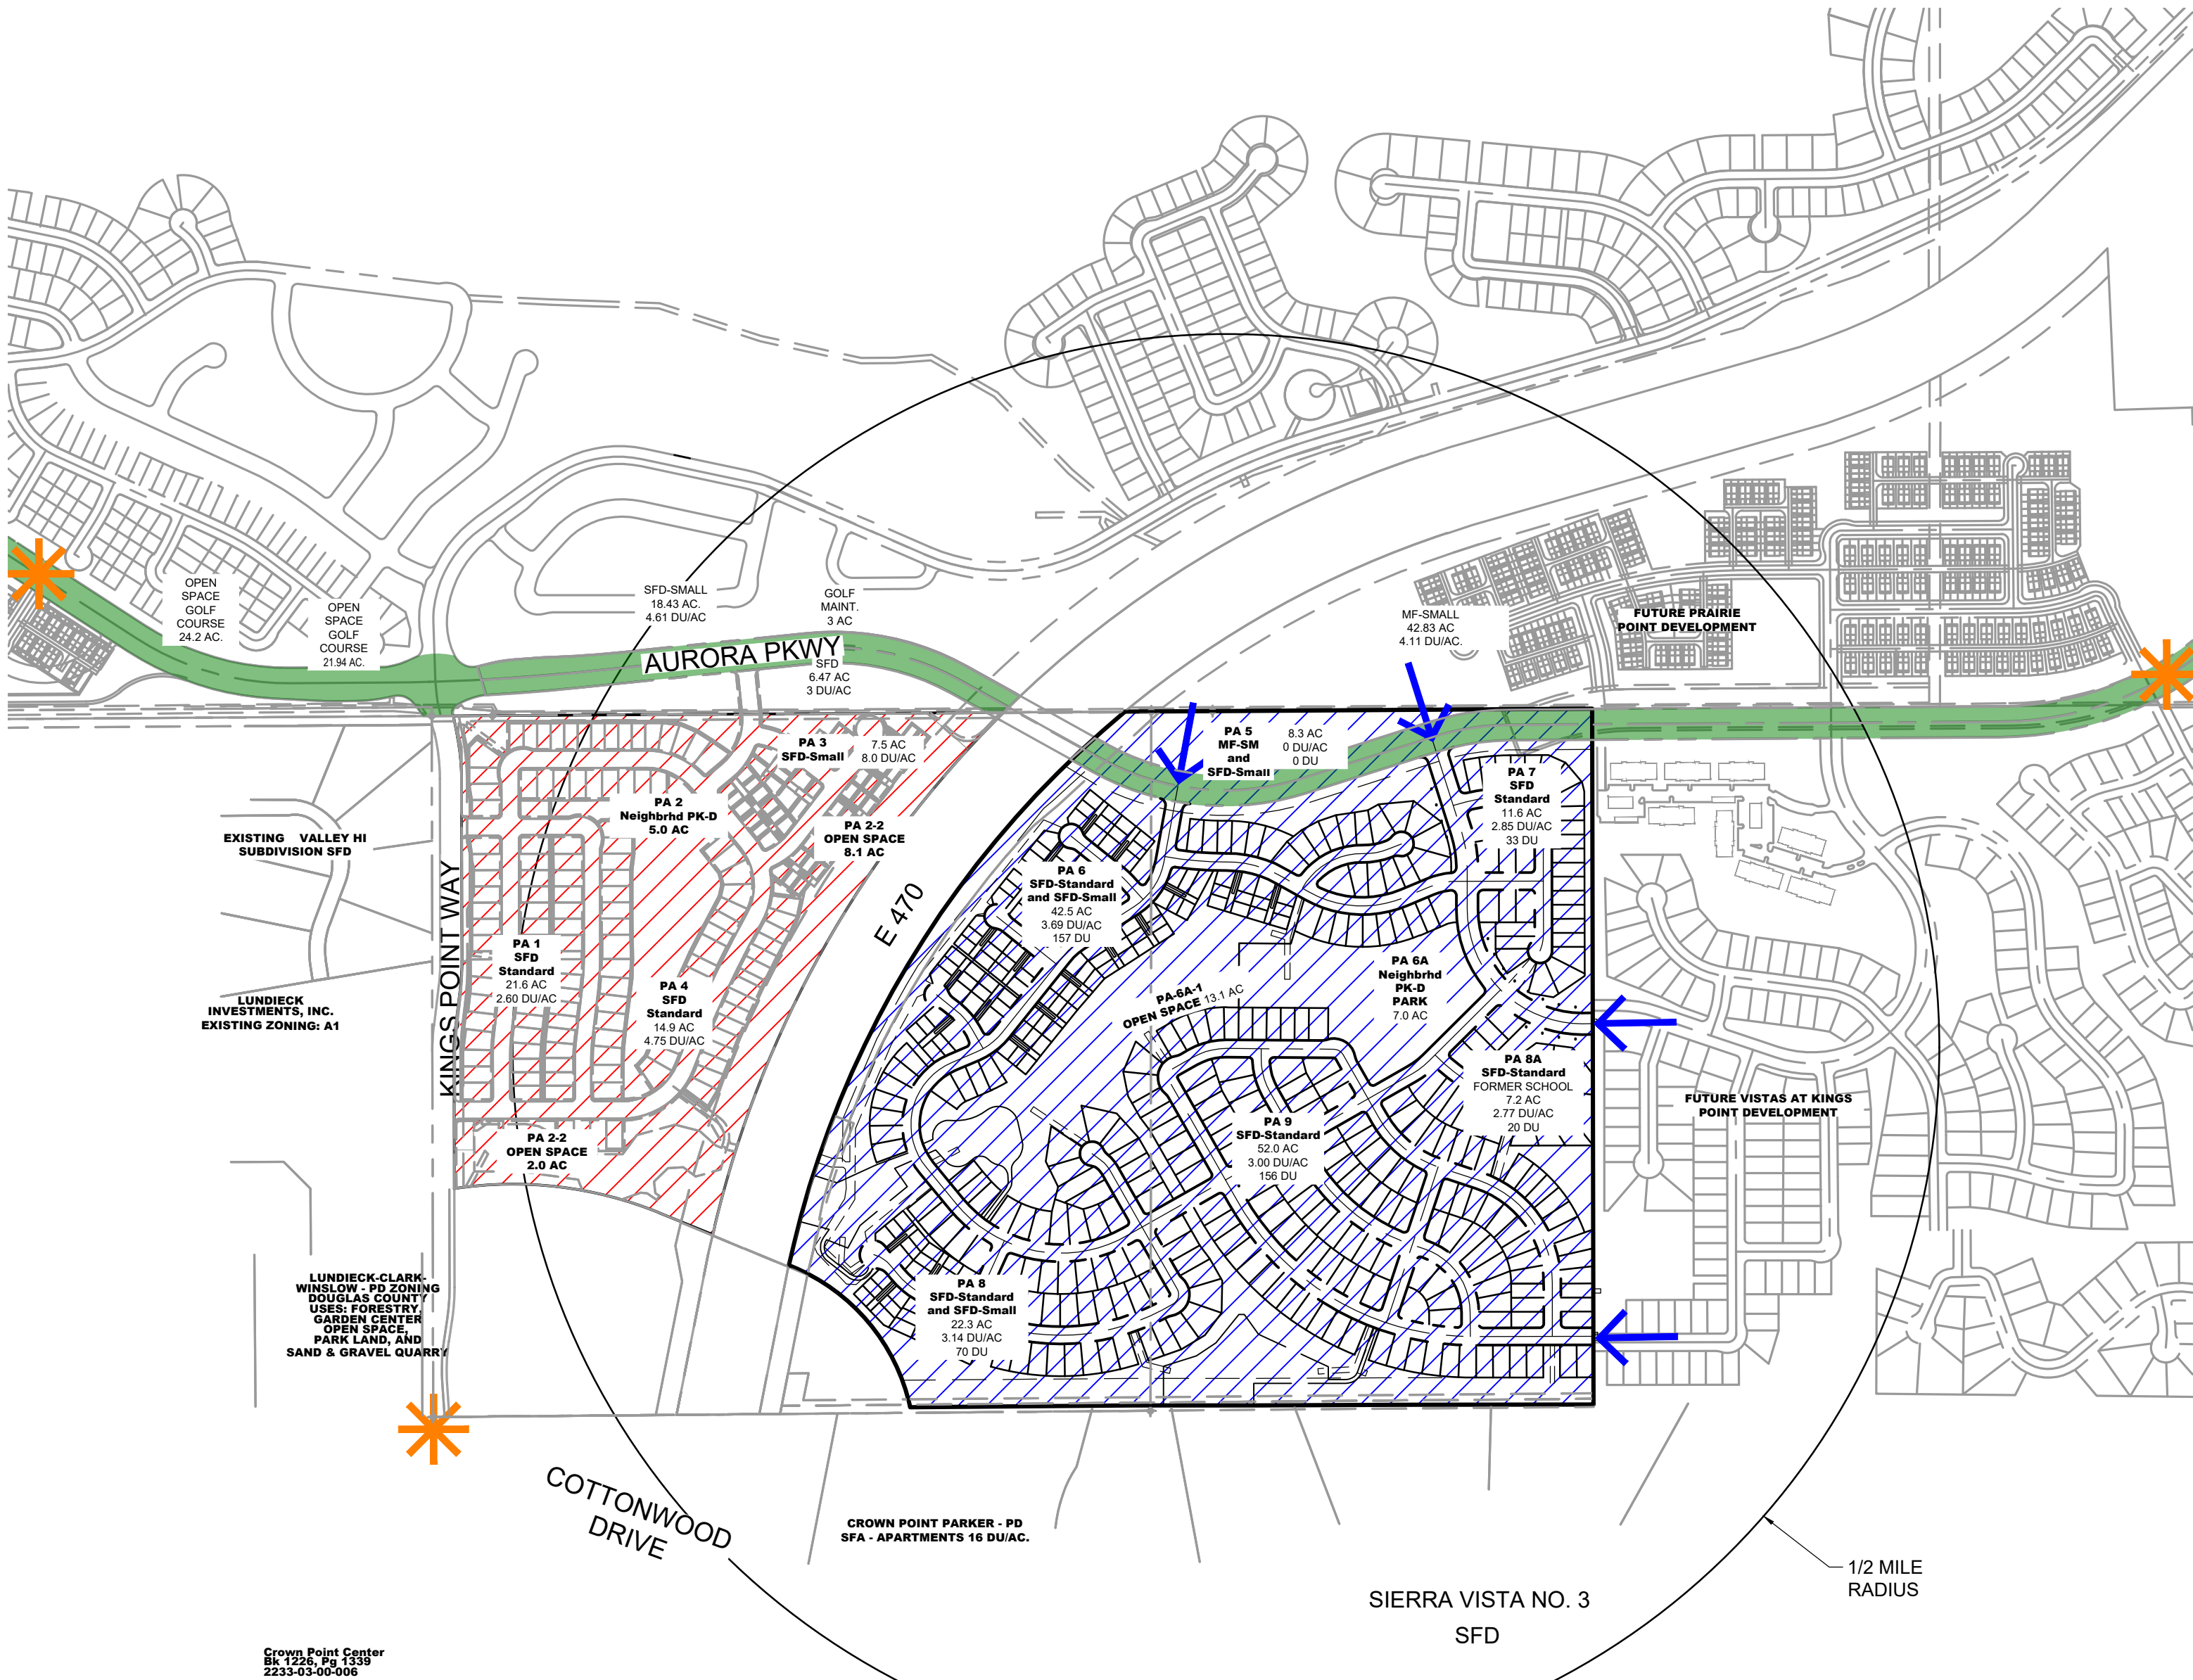 OPEN
SPACE
GOLF
COURSE
24.2 AC.
OPEN
SPACE
GOLF
COURSE
21.94 AC.
SFD-SMALL
18.43 AC.
4.61 DU/AC
GOLF
MAINT.
3 AC
AURORA PKWY
SFD
6.47 AC
3 DU/AC
MF-SMALL
42.83 AC
4.11 DU/AC.
FUTURE PRAIRIE
POINT DEVELOPMENT
PA 3
SFD-Small
7.5 AC
8.0 DU/AC
PA 5
MF-SM
and
SFD-Small
8.3 AC
0 DU/AC
0 DU
PA 7
SFD
Standard
11.6 AC
2.85 DU/AC
33 DU
PA 2
Neighbrhd PK-D
5.0 AC
PA 2-2
OPEN SPACE
8.1 AC
EXISTING VALLEY HI
SUBDIVISION SFD
KINGS POINT WAY
E 470
PA 6
SFD-Standard
and SFD-Small
42.5 AC
3.69 DU/AC
157 DU
PA 1
SFD
Standard
21.6 AC
2.60 DU/AC
PA 4
SFD
Standard
14.9 AC
4.75 DU/AC
PA 6A
Neighbrhd
PK-D
PARK
7.0 AC
PA-6A-1
OPEN SPACE 13.1 AC
LUNDIECK
INVESTMENTS, INC.
EXISTING ZONING: A1
PA 8A
SFD-Standard
FORMER SCHOOL
7.2 AC
2.77 DU/AC
20 DU
FUTURE VISTAS AT KINGS
POINT DEVELOPMENT
PA 9
SFD-Standard
52.0 AC
3.00 DU/AC
156 DU
PA 2-2
OPEN SPACE
2.0 AC
LUNDIECK-CLARK-
WINSLOW - PD ZONING
DOUGLAS COUNTY
USES: FORESTRY,
GARDEN CENTER
OPEN SPACE,
PARK LAND, AND
SAND & GRAVEL QUARRY
PA 8
SFD-Standard
and SFD-Small
22.3 AC
3.14 DU/AC
70 DU
COTTONWOOD
DRIVE
CROWN POINT PARKER - PD
SFA - APARTMENTS 16 DU/AC.
1/2 MILE
RADIUS
SIERRA VISTA NO. 3
SFD
Crown Point Center
Bk 1226, Pg 1339
2233-03-00-006